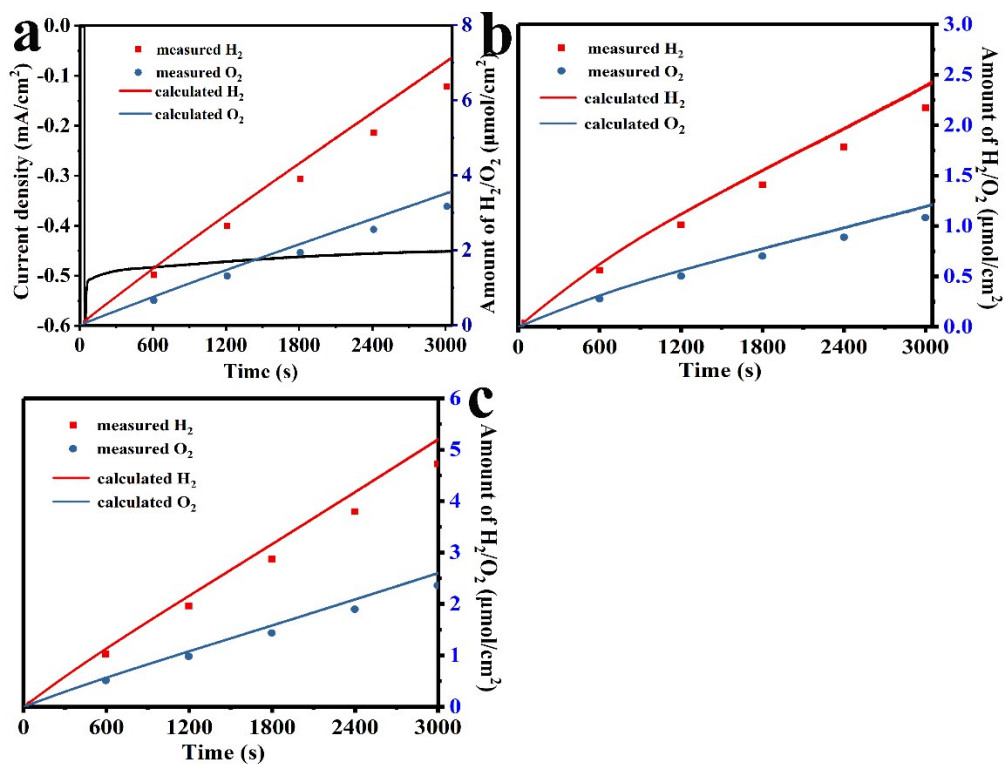 a
measured H₂
measured O₂
calculated H₂
calculated O₂
Current density (mA/cm²)
0.0
-0.1
-0.2
-0.3
-0.4
-0.5
-0.6
600
1200
1800
2400
3000
Time (s)
8
6
4
2
0
Amount of H₂/O₂ (μmol/cm²)
b
measured H₂
measured O₂
calculated H₂
calculated O₂
0
600
1200
1800
2400
3000
Time (s)
3.0
2.5
2.0
1.5
1.0
0.5
0.0
Amount of H₂/O₂ (μmol/cm²)
c
measured H₂
measured O₂
calculated H₂
calculated O₂
600
1200
1800
2400
3000
Time (s)
6
5
4
3
2
1
0
Amount of H₂/O₂ (μmol/cm²)